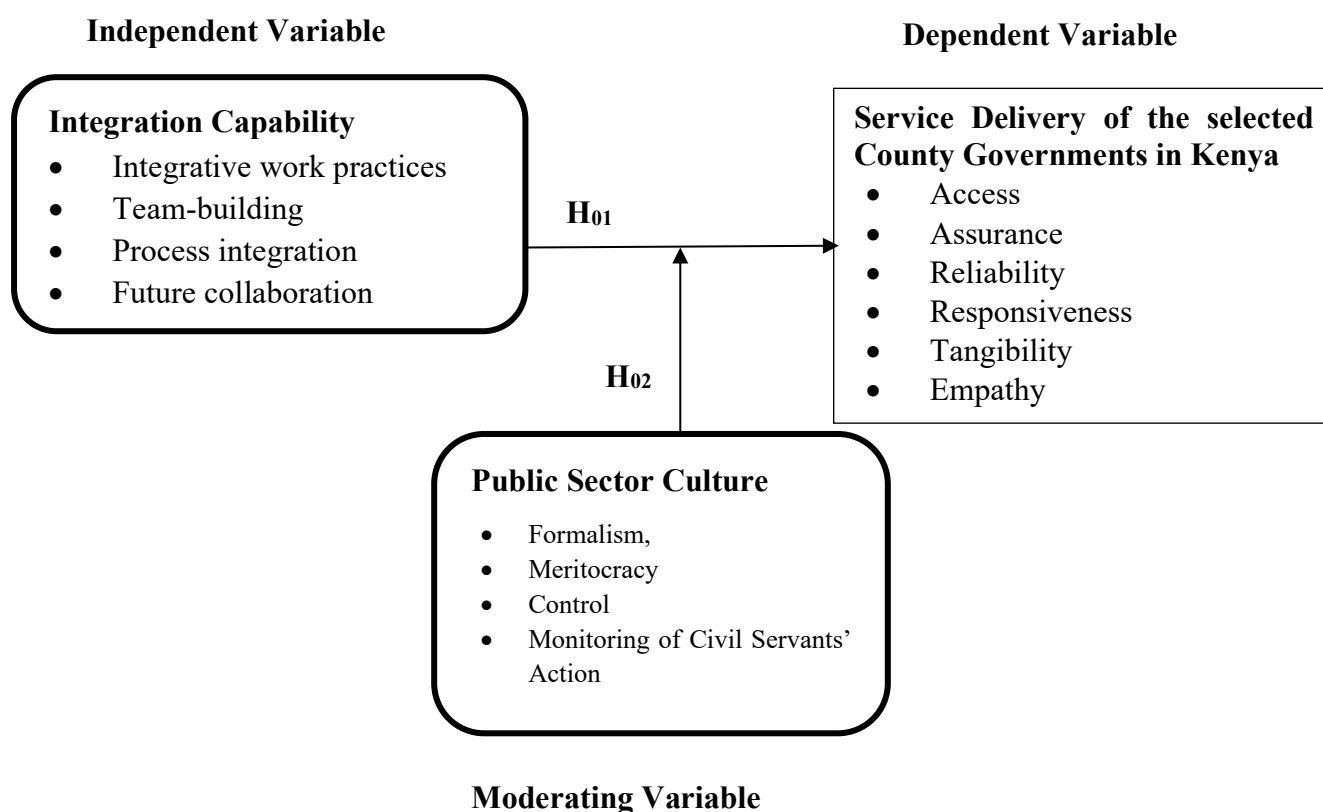 Independent Variable
Dependent Variable
Integration Capability
• Integrative work practices
• Team-building
• Process integration
• Future collaboration
H01
Service Delivery of the selected
County Governments in Kenya
• Access
• Assurance
• Reliability
• Responsiveness
• Tangibility
• Empathy
H02
Public Sector Culture
• Formalism,
• Meritocracy
• Control
• Monitoring of Civil Servants’
Action
Moderating Variable